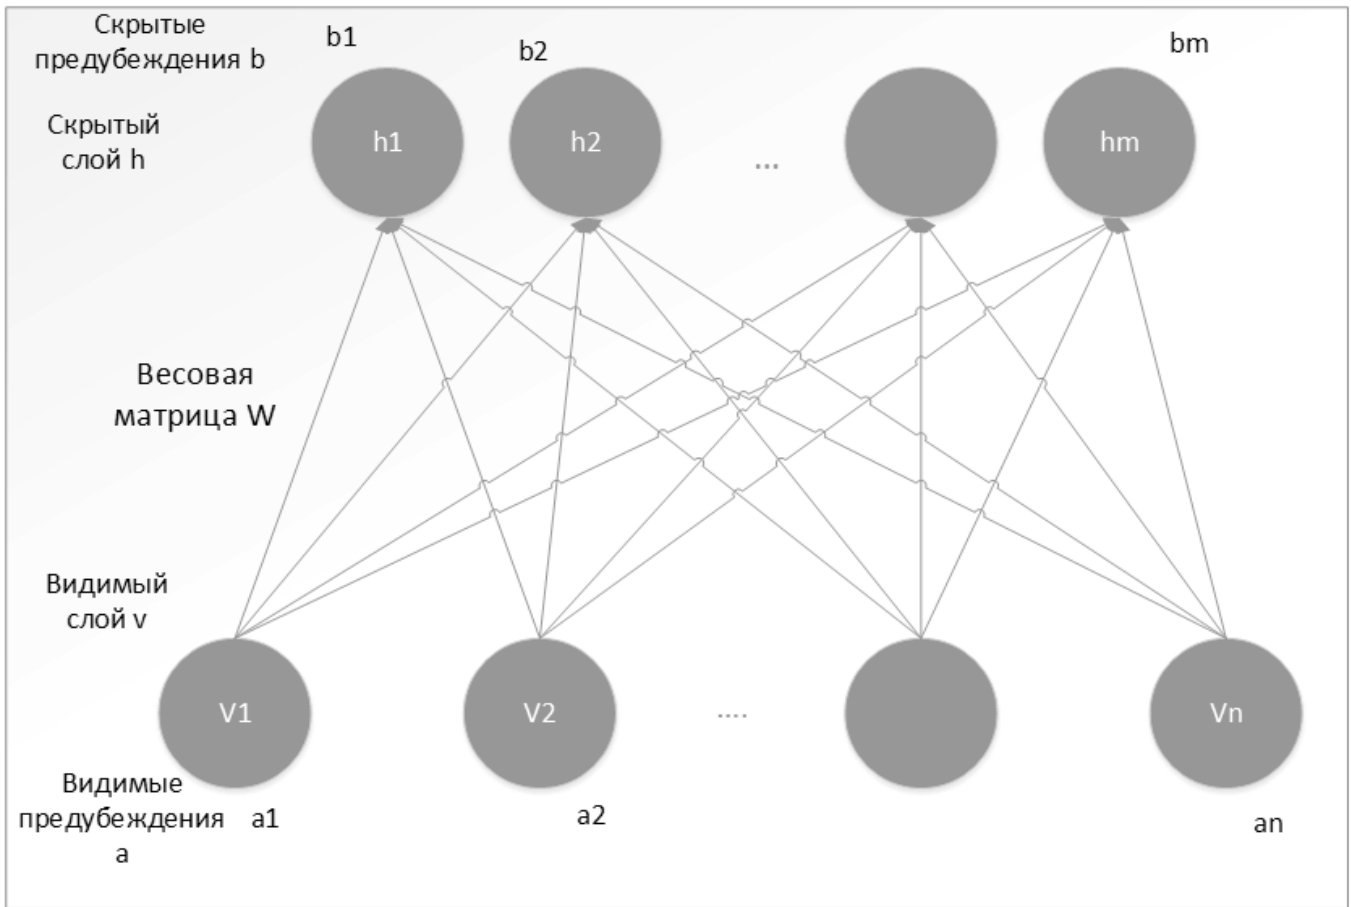 Скрытые
предубеждения b
b1
b2
bm
Скрытый
слой h
h1
h2
...
hm
Весовая
матрица W
Видимый
слой v
V1
V2
....
Vn
Видимые
предубеждения
a
a1
a2
an